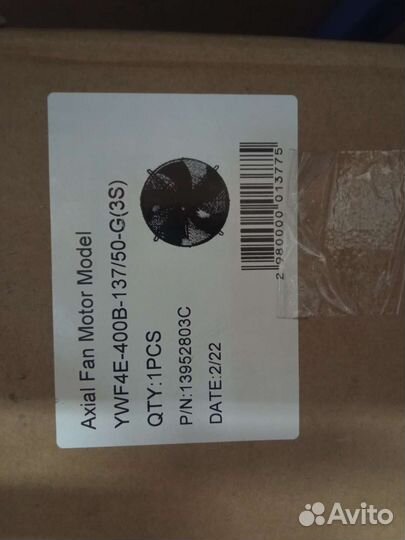 Axial Fan Motor Model
YWF4E-400B-137/50-G(3S)
QTY:1PCS
P/N:13952803C
DATE:2/22
2 980000 013775
Avito